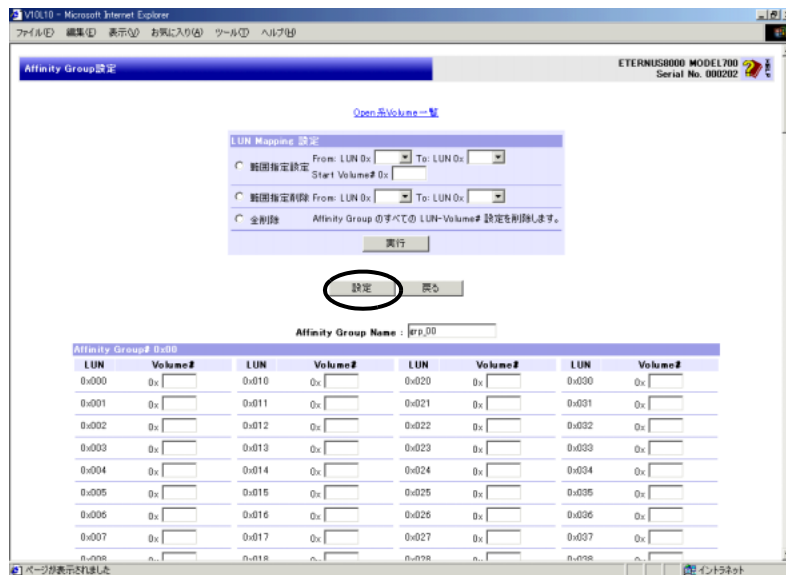 V10L10 - Microsoft Internet Explorer
ファイル(F) 編集(E) 表示(V) お気に入り(A) ツール(T) ヘルプ(H)
Affinity Group設定
ETERNUS8000 MODEL700
Serial No. 000202
Open系Volume一覧
LUN Mapping 設定
範囲指定設定 From: LUN 0x To: LUN 0x
Start Volume# 0x
範囲指定削除 From: LUN 0x To: LUN 0x
全削除 Affinity Group のすべての LUN-Volume# 設定を削除します。
実行
設定 戻る
Affinity Group Name : grp_00
Affinity Group# 0x00
LUN Volume# LUN Volume# LUN Volume# LUN Volume#
0x000 0x 0x010 0x 0x020 0x 0x030 0x
0x001 0x 0x011 0x 0x021 0x 0x031 0x
0x002 0x 0x012 0x 0x022 0x 0x032 0x
0x003 0x 0x013 0x 0x023 0x 0x033 0x
0x004 0x 0x014 0x 0x024 0x 0x034 0x
0x005 0x 0x015 0x 0x025 0x 0x035 0x
0x006 0x 0x016 0x 0x026 0x 0x036 0x
0x007 0x 0x017 0x 0x027 0x 0x037 0x
0x008 0x 0x018 0x 0x028 0x 0x038 0x
ページが表示されました イントラネット